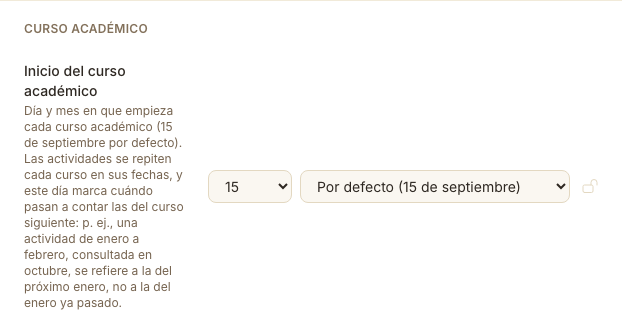 CURSO ACADÉMICO
Inicio del curso
académico
Día y mes en que empieza
cada curso académico (15
de septiembre por defecto).
Las actividades se repiten
cada curso en sus fechas, y
este día marca cuándo
pasan a contar las del curso
siguiente: p. ej., una
actividad de enero a
febrero, consultada en
octubre, se refiere a la del
próximo enero, no a la del
enero ya pasado.
15
Por defecto (15 de septiembre)